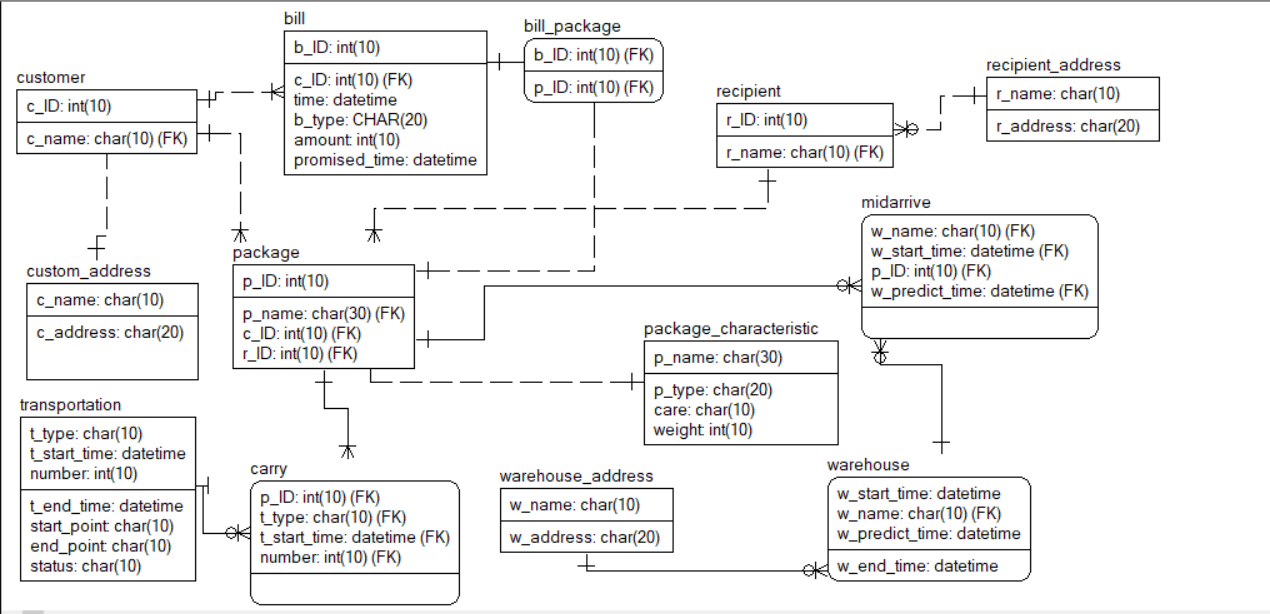 bill
b_ID: int(10)
c_ID: int(10) (FK)
time: datetime
b_type: CHAR(20)
amount: int(10)
promised_time: datetime
bill_package
b_ID: int(10) (FK)
p_ID: int(10) (FK)
customer
c_ID: int(10)
c_name: char(10) (FK)
recipient
r_ID: int(10)
r_name: char(10) (FK)
recipient_address
r_name: char(10)
r_address: char(20)
custom_address
c_name: char(10)
c_address: char(20)
package
p_ID: int(10)
p_name: char(30) (FK)
c_ID: int(10) (FK)
r_ID: int(10) (FK)
midarrive
w_name: char(10) (FK)
w_start_time: datetime (FK)
p_ID: int(10) (FK)
w_predict_time: datetime (FK)
package_characteristic
p_name: char(30)
p_type: char(20)
care: char(10)
weight: int(10)
transportation
t_type: char(10)
t_start_time: datetime
number: int(10)
t_end_time: datetime
start_point: char(10)
end_point: char(10)
status: char(10)
carry
p_ID: int(10) (FK)
t_type: char(10) (FK)
t_start_time: datetime (FK)
number: int(10) (FK)
warehouse_address
w_name: char(10)
w_address: char(20)
warehouse
w_start_time: datetime
w_name: char(10) (FK)
w_predict_time: datetime
w_end_time: datetime